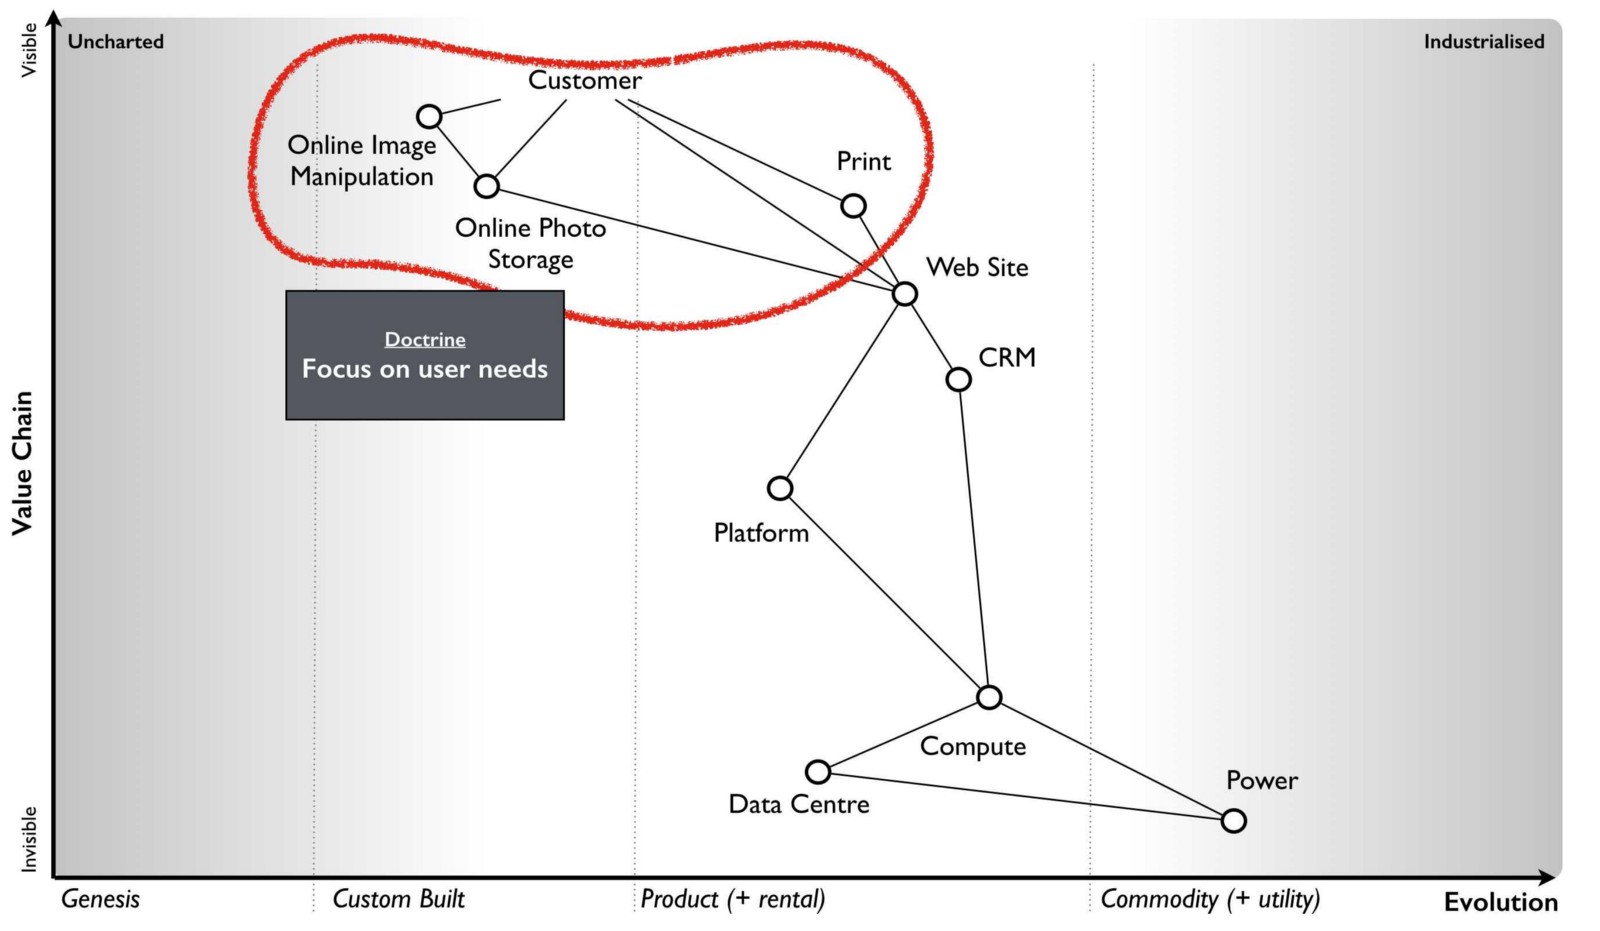 Visible
Uncharted
Industrialised
Customer
Online Image
Manipulation
Print
Online Photo
Storage
Web Site
Doctrine
Focus on user needs
CRM
Value Chain
Platform
Compute
Power
Data Centre
Invisible
Genesis
Custom Built
Product (+ rental)
Commodity (+ utility)
Evolution